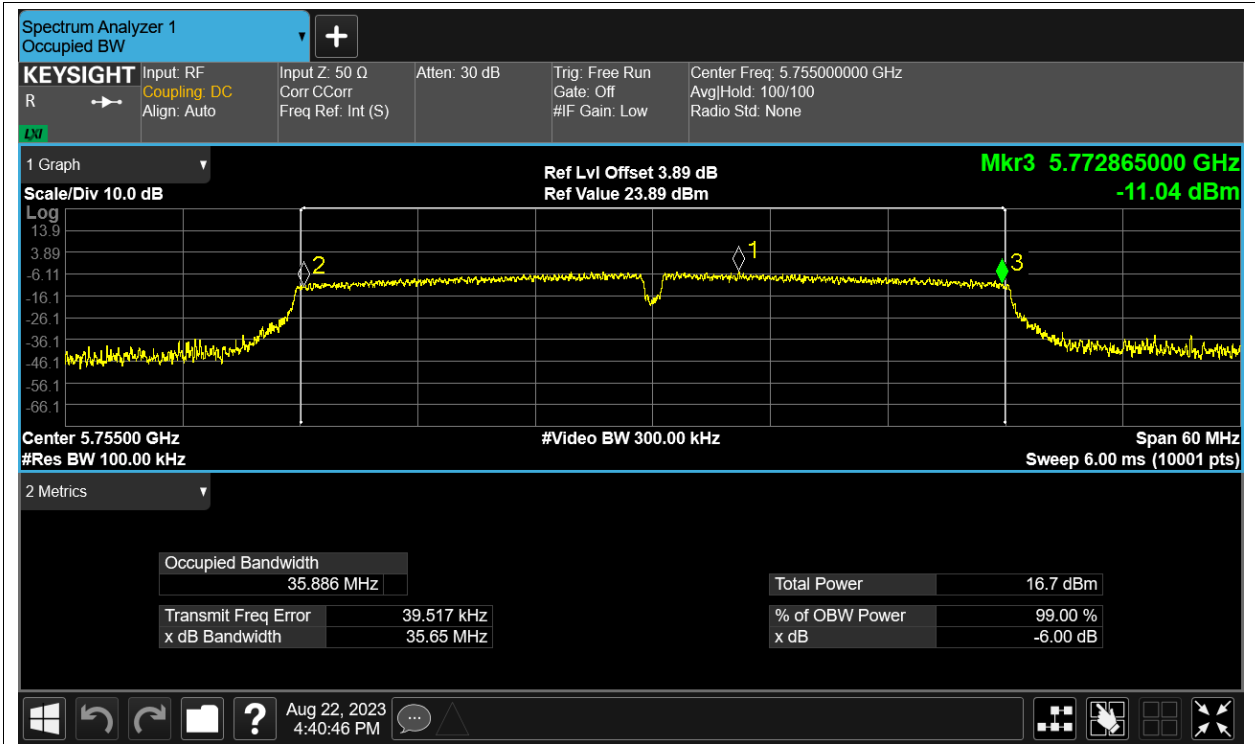 Spectrum Analyzer 1
Occupied BW
KEYSIGHT
R
LXI
Input: RF
Coupling: DC
Align: Auto
Input Z: 50 Ω
Corr CCorr
Freq Ref: Int (S)
Atten: 30 dB
Trig: Free Run
Gate: Off
#IF Gain: Low
Center Freq: 5.755000000 GHz
Avg|Hold: 100/100
Radio Std: None
1 Graph
Scale/Div 10.0 dB
Ref Lvl Offset 3.89 dB
Ref Value 23.89 dBm
Mkr3 5.772865000 GHz
-11.04 dBm
Log
13.9
3.89
-6.11
-16.1
-26.1
-36.1
-46.1
-56.1
-66.1
2
1
3
Center 5.75500 GHz
#Video BW 300.00 kHz
Span 60 MHz
#Res BW 100.00 kHz
Sweep 6.00 ms (10001 pts)
2 Metrics
Occupied Bandwidth
35.886 MHz
Transmit Freq Error 39.517 kHz
x dB Bandwidth 35.65 MHz
Total Power 16.7 dBm
% of OBW Power 99.00 %
x dB -6.00 dB
?
Aug 22, 2023
4:40:46 PM